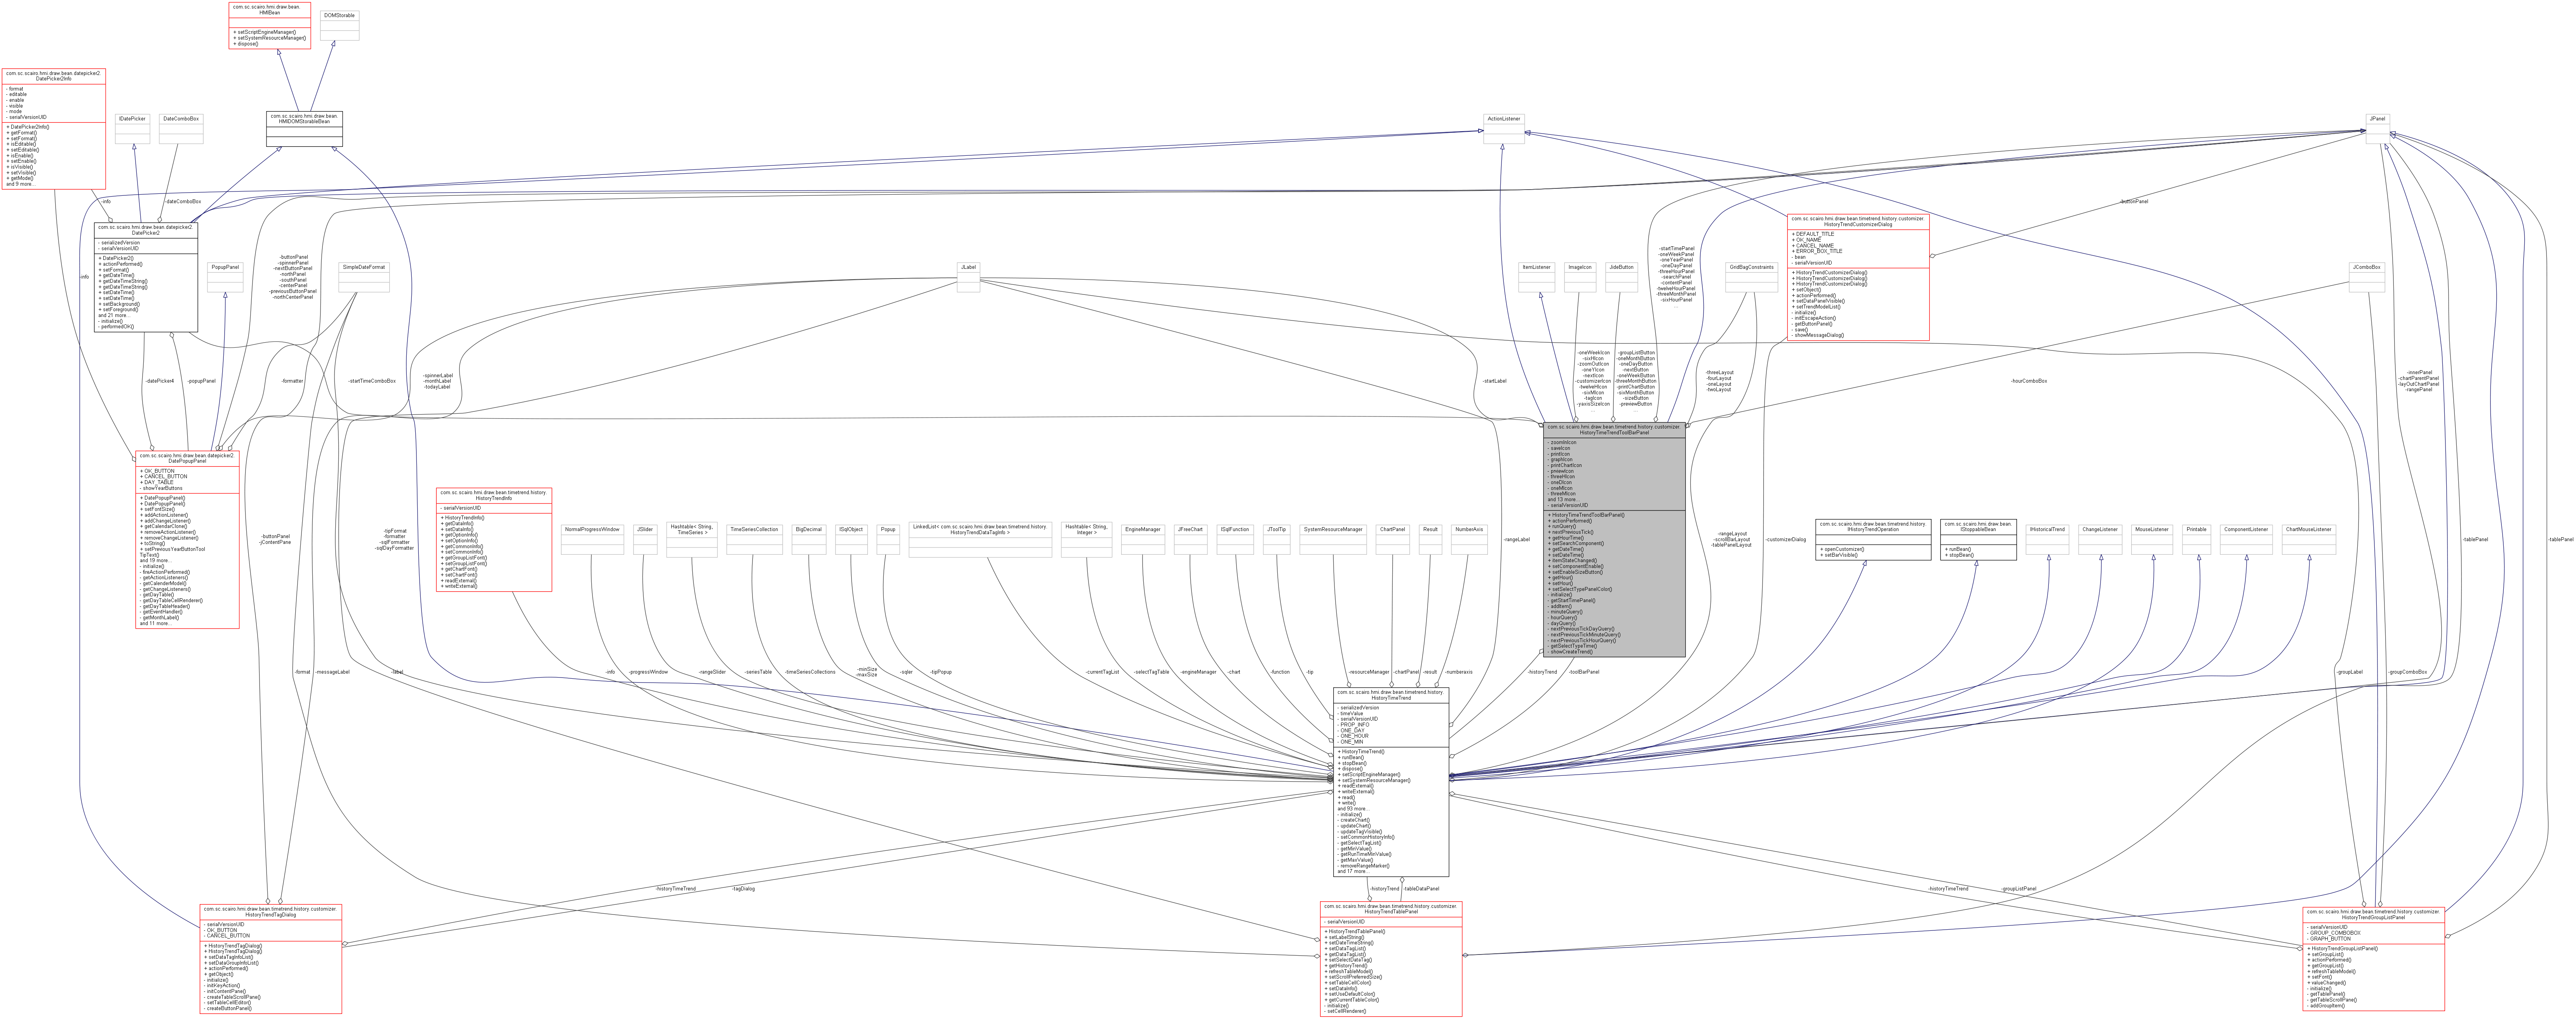 com.sc.scairo.hmi.draw.bean.
HMIBean
+ setScriptEngineManager()
+ setSystemResourceManager()
+ dispose()
DOMStorable
com.sc.scairo.hmi.draw.bean.datepicker2.
DatePicker2Info
- format
- editable
- enable
- visible
- mode
- serialVersionUID
+ DatePicker2Info()
+ getFormat()
+ setFormat()
+ isEditable()
+ setEditable()
+ isEnable()
+ setEnable()
+ isVisible()
+ setVisible()
+ getMode()
and 9 more...
IDatePicker
DateComboBox
com.sc.scairo.hmi.draw.bean.
HMIDOMStorableBean
ActionListener
JPanel
-info
-dateComboBox
-buttonPanel
com.sc.scairo.hmi.draw.bean.datepicker2.
DatePicker2
- serializedVersion
- serialVersionUID
+ DatePicker2()
+ actionPerformed()
+ setFormat()
+ getDateTime()
+ getDateTimeString()
+ getDateTimeString()
+ setDateTime()
+ setDateTime()
+ setBackground()
+ setForeground()
and 21 more...
- initialize()
- performedOK()
com.sc.scairo.hmi.draw.bean.timetrend.history.customizer.
HistoryTrendCustomizerDialog
+ DEFAULT_TITLE
+ OK_NAME
+ CANCEL_NAME
+ ERROR_BOX_TITLE
- bean
- serialVersionUID
+ HistoryTrendCustomizerDialog()
+ HistoryTrendCustomizerDialog()
+ HistoryTrendCustomizerDialog()
+ setObject()
+ actionPerformed()
+ setDataPanelVisible()
+ setTrendModelList()
- initialize()
- initEscapeAction()
- getButtonPanel()
- save()
- showMessageDialog()
-info
PopupPanel
-buttonPanel
-spinnerPanel
-nextButtonPanel
-northPanel
-southPanel
-centerPanel
-previousButtonPanel
-northCenterPanel
SimpleDateFormat
JLabel
ItemListener
ImageIcon
JideButton
-startTimePanel
-oneWeekPanel
-oneYearPanel
-oneDayPanel
-threeHourPanel
-searchPanel
-contentPanel
-twelveHourPanel
-threeMonthPanel
-sixHourPanel
...
GridBagConstraints
JComboBox
-datePicker4
-popupPanel
-formatter
-startTimeComboBox
-spinnerLabel
-monthLabel
-todayLabel
-startLabel
-oneWeekIcon
-sixHIcon
-zoomOutIcon
-oneYIcon
-nextIcon
-customizerIcon
-twelveHIcon
-sixMIcon
-tagIcon
-yaxisSizeIcon
...
-groupListButton
-oneMonthButton
-oneDayButton
-nextButton
-oneWeekButton
-threeMonthButton
-printChartButton
-sixMonthButton
-sizeButton
-previewButton
...
-threeLayout
-fourLayout
-oneLayout
-twoLayout
-hourComboBox
-innerPanel
-chartParentPanel
-layOutChartPanel
-rangePanel
com.sc.scairo.hmi.draw.bean.datepicker2.
DatePopupPanel
+ OK_BUTTON
+ CANCEL_BUTTON
+ DAY_TABLE
- showYearButtons
+ DatePopupPanel()
+ DatePopupPanel()
+ setFontSize()
+ addActionListener()
+ addChangeListener()
+ getCalendarClone()
+ removeActionListener()
+ removeChangeListener()
+ toString()
+ setPreviousYearButtonTool
TipText()
and 19 more...
- initialize()
- fireActionPerformed()
- getActionListeners()
- getCalenderModel()
- getChangeListeners()
- getDayTable()
- getDayTableCellRenderer()
- getDayTableHeader()
- getEventHandler()
- getMonthLabel()
and 11 more...
com.sc.scairo.hmi.draw.bean.timetrend.history.customizer.
HistoryTimeTrendToolBarPanel
- zoomInIcon
- saveIcon
- printIcon
- graphIcon
- printChartIcon
- priviewIcon
- threeHIcon
- oneDIcon
- oneMIcon
- threeMIcon
and 13 more...
- serialVersionUID
+ HistoryTimeTrendToolBarPanel()
+ actionPerformed()
+ runQuery()
+ nextPreviousTick()
+ getHourTime()
+ setSearchComponent()
+ getDateTime()
+ setDateTime()
+ itemStateChanged()
+ setComponentEnable()
+ setEnableSizeButton()
+ getHour()
+ setHour()
+ setSelectTypePanelColor()
- initialize()
- getStartTimePanel()
- addItem()
- minuteQuery()
- hourQuery()
- dayQuery()
- nextPreviousTickDayQuery()
- nextPreviousTickMinuteQuery()
- nextPreviousTickHourQuery()
- getSelectTypeTime()
- showCreateTrend()
-buttonPanel
-jContentPane
-tipFormat
-formatter
-sqlFormatter
-sqlDayFormatter
com.sc.scairo.hmi.draw.bean.timetrend.history.
HistoryTrendInfo
- serialVersionUID
+ HistoryTrendInfo()
+ getDataInfo()
+ setDataInfo()
+ getOptionInfo()
+ setOptionInfo()
+ getCommonInfo()
+ setCommonInfo()
+ getGroupListFont()
+ setGroupListFont()
+ getChartFont()
+ setChartFont()
+ readExternal()
+ writeExternal()
NormalProgressWindow
JSlider
Hashtable< String,
TimeSeries >
TimeSeriesCollection
BigDecimal
ISqlObject
Popup
LinkedList< com.sc.scairo.hmi.draw.bean.timetrend.history.
HistoryTrendDataTagInfo >
Hashtable< String,
Integer >
EngineManager
JFreeChart
ISqlFunction
JToolTip
SystemResourceManager
ChartPanel
Result
NumberAxis
-rangeLabel
-rangeLayout
-scrollBarLayout
-tablePanelLayout
-customizerDialog
com.sc.scairo.hmi.draw.bean.timetrend.history.
IHistoryTrendOperation
+ openCustomizer()
+ setBarVisible()
com.sc.scairo.hmi.draw.bean.
IStoppableBean
+ runBean()
+ stopBean()
IHistoricalTrend
ChangeListener
MouseListener
Printable
ComponentListener
ChartMouseListener
-tablePanel
-tablePanel
-format
-messageLabel
-label
-info
-progressWindow
-rangeSlider
-seriesTable
-timeSeriesCollections
-minSize
-maxSize
-sqler
-tipPopup
-currentTagList
-selectTagTable
-engineManager
-chart
-function
-tip
-resourceManager
-chartPanel
-result
-numberaxis
-historyTrend
-toolBarPanel
-groupLabel
-groupComboBox
com.sc.scairo.hmi.draw.bean.timetrend.history.
HistoryTimeTrend
- serializedVersion
- timeValue
- serialVersionUID
- PROP_INFO
- ONE_DAY
- ONE_HOUR
- ONE_MIN
+ HistoryTimeTrend()
+ runBean()
+ stopBean()
+ dispose()
+ setScriptEngineManager()
+ setSystemResourceManager()
+ readExternal()
+ writeExternal()
+ read()
+ write()
and 93 more...
- initialize()
- createChart()
- updateChart()
- updateTagVisible()
- setCommonHistoryInfo()
- getSelectTagList()
- getMinValue()
- getRunTimeMinValue()
- getMaxValue()
- removeRangeMarker()
and 17 more...
-historyTimeTrend
-tagDialog
-historyTrend
-tableDataPanel
-historyTimeTrend
-groupListPanel
com.sc.scairo.hmi.draw.bean.timetrend.history.customizer.
HistoryTrendTagDialog
- serialVersionUID
- OK_BUTTON
- CANCEL_BUTTON
+ HistoryTrendTagDialog()
+ HistoryTrendTagDialog()
+ setDataTagInfoList()
+ setDataGroupInfoList()
+ actionPerformed()
+ getObject()
- initialize()
- initKeyAction()
- initContentPane()
- createTableScrollPane()
- setTableCellEditor()
- createButtonPanel()
com.sc.scairo.hmi.draw.bean.timetrend.history.customizer.
HistoryTrendTablePanel
- serialVersionUID
+ HistoryTrendTablePanel()
+ setLabelString()
+ setDateTimeString()
+ setDataTagList()
+ getDataTagList()
+ setSelectDataTag()
+ getHistoryTrend()
+ refreshTableModel()
+ setScrollPreferredSize()
+ setTableCellColor()
+ setDataInfo()
+ setUseDefaultColor()
+ getCurrentTableColor()
- initialize()
- setCellRenderer()
com.sc.scairo.hmi.draw.bean.timetrend.history.customizer.
HistoryTrendGroupListPanel
- serialVersionUID
- GROUP_COMBOBOX
- GRAPH_BUTTON
+ HistoryTrendGroupListPanel()
+ setGroupList()
+ actionPerformed()
+ getGroupList()
+ refreshTableModel()
+ setFont()
+ valueChanged()
- initialize()
- getTablePanel()
- getTableScrollPane()
- addGroupItem()